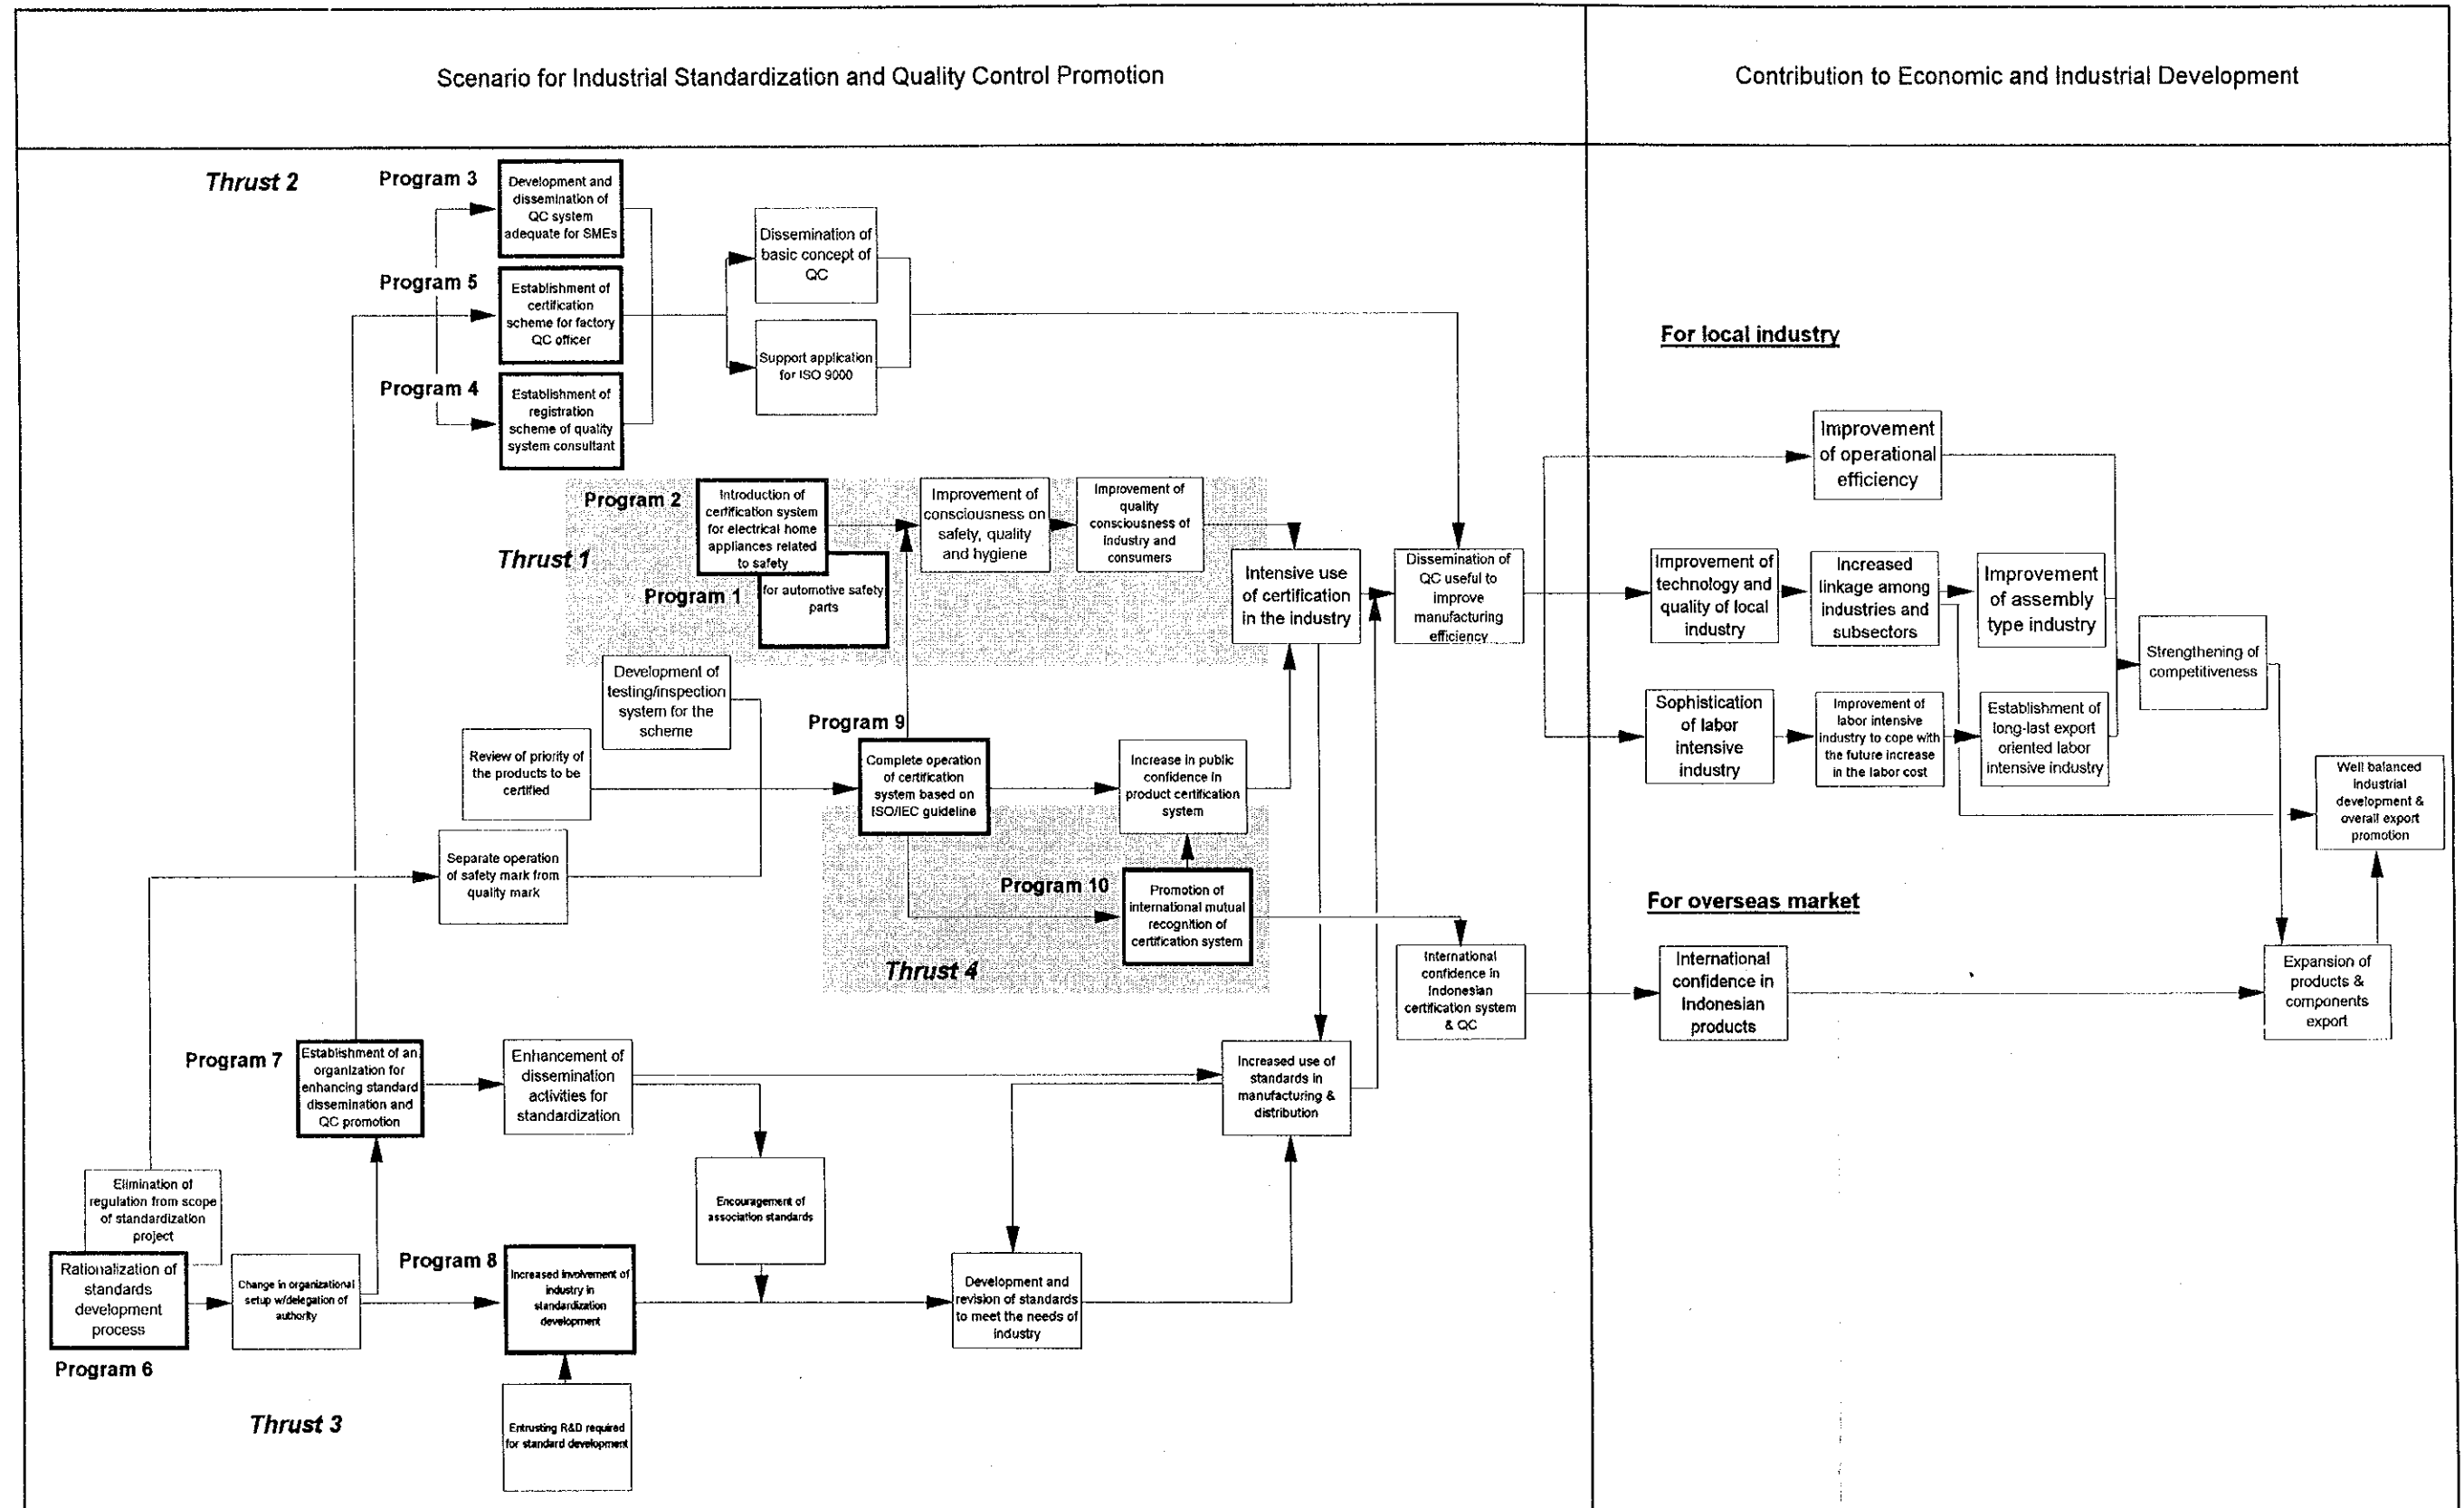 Scenario for Industrial Standardization and Quality Control Promotion
Contribution to Economic and Industrial Development
Thrust 2
Program 3
Development and
dissemination of
QC system
adequate for SMEs
Program 5
Establishment of
certification
scheme for factory
QC officer
Program 4
Establishment of
registration
scheme of quality
system consultant
Dissemination of
basic concept of
QC
Support application
for ISO 9000
Thrust 1
Program 2
Introduction of
certification system
for electrical home
appliances related
to safety
Program 1
for automotive safety
parts
Improvement of
consciousness on
safety, quality
and hygiene
Improvement of
quality
consciousness of
industry and
consumers
Intensive use
of certification
in the industry
Dissemination of
QC useful to
improve
manufacturing
efficiency
Development of
testing/inspection
system for the
scheme
Review of priority of
the products to be
certified
Separate operation
of safety mark from
quality mark
Program 9
Complete operation
of certification
system based on
ISO/IEC guideline
Increase in public
confidence in
product certification
system
Program 10
Promotion of
international mutual
recognition of
certification system
Thrust 4
International
confidence in
Indonesian
certification system
& QC
Program 7
Establishment of an
organization for
enhancing standard
dissemination and
QC promotion
Enhancement of
dissemination
activities for
standardization
Increased use of
standards in
manufacturing &
distribution
Encouragement of
association standards
Elimination of
regulation from scope
of standardization
project
Rationalization of
standards
development
process
Program 6
Change in organizational
setup w/delegation of
authority
Program 8
Increased involvement of
industry in
standardization
development
Development and
revision of standards
to meet the needs of
industry
Thrust 3
Entrusting R&D required
for standard development
For local industry
Improvement
of operational
efficiency
Improvement of
technology and
quality of local
industry
Increased
linkage among
industries and
subsectors
Improvement
of assembly
type industry
Sophistication
of labor
intensive
industry
Improvement of
labor intensive
industry to cope with
the future increase
in the labor cost
Establishment of
long-last export
oriented labor
intensive industry
Strengthening of
competitiveness
Well balanced
industrial
development &
overall export
promotion
For overseas market
International
confidence in
Indonesian
products
Expansion of
products &
components
export